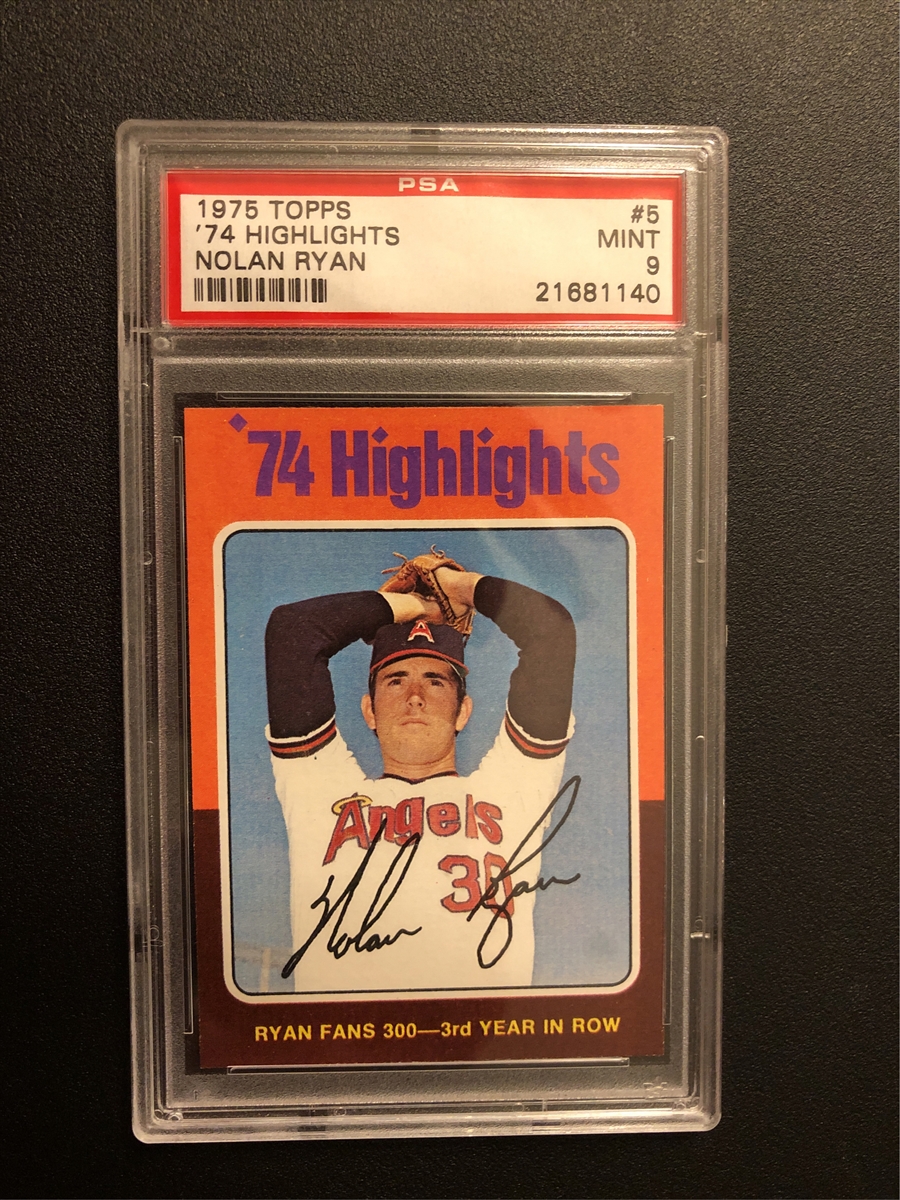 PSA
1975 TOPPS #5
'74 HIGHLIGHTS MINT
NOLAN RYAN 9
21681140
'74 Highlights
A
Angels
30
Nolan Ryan
RYAN FANS 300—3rd YEAR IN ROW